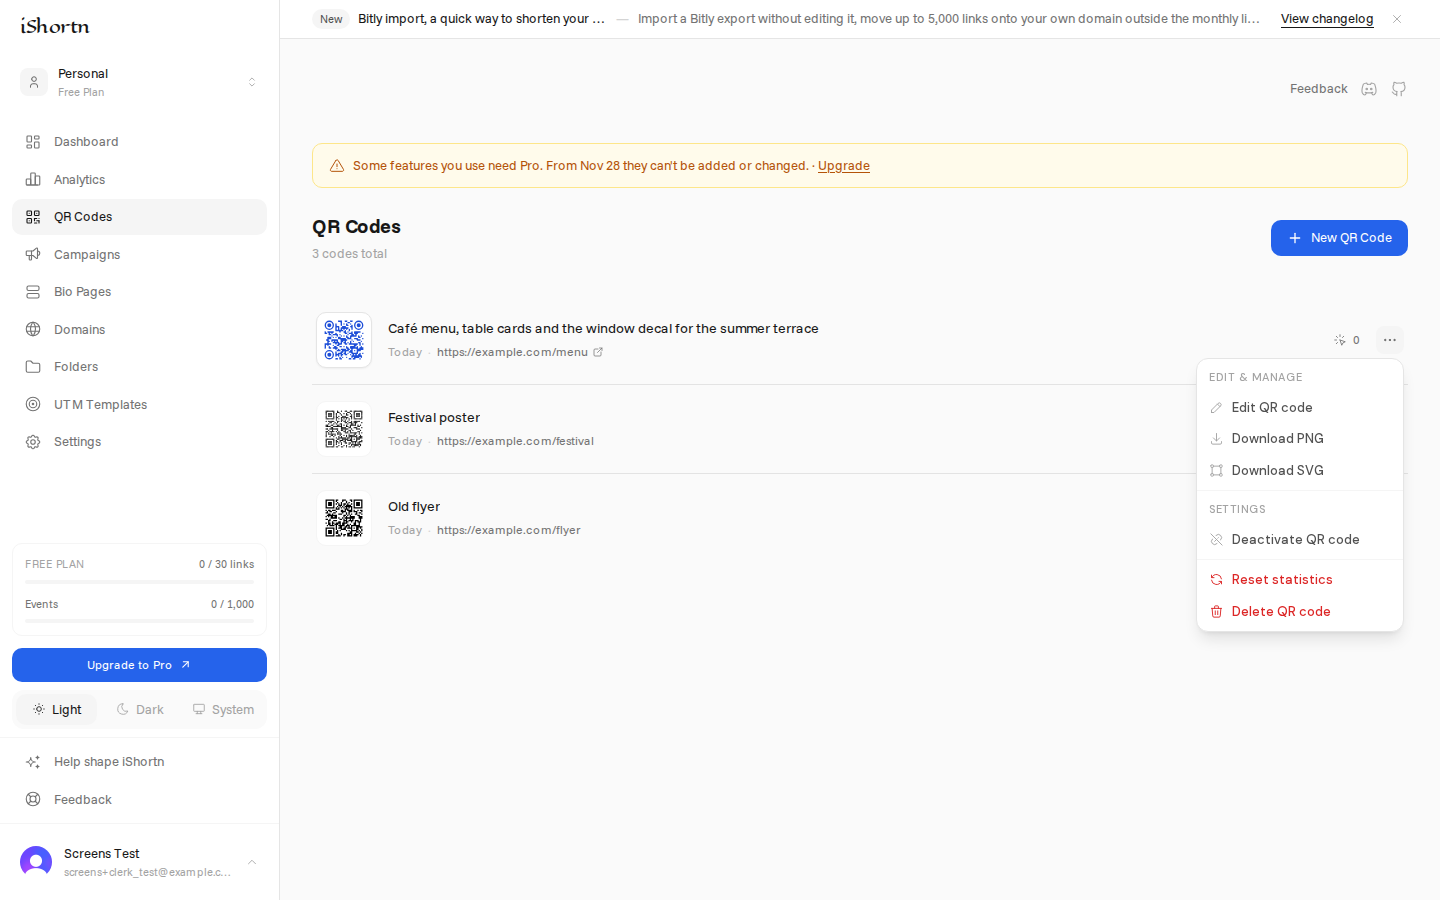 iShortn
Personal
Free Plan
Dashboard
Analytics
QR Codes
Campaigns
Bio Pages
Domains
Folders
UTM Templates
Settings
FREE PLAN 0 / 30 links
Events 0 / 1,000
Upgrade to Pro
Light Dark System
Help shape iShortn
Feedback
Screens Test
screens+clerk_test@example.c...
New Bitly import, a quick way to shorten your ... — Import a Bitly export without editing it, move up to 5,000 links onto your own domain outside the monthly li... View changelog
Feedback
Some features you use need Pro. From Nov 28 they can't be added or changed. · Upgrade
QR Codes
3 codes total
New QR Code
Café menu, table cards and the window decal for the summer terrace
Today · https://example.com/menu
0
Festival poster
Today · https://example.com/festival
Old flyer
Today · https://example.com/flyer
EDIT & MANAGE
Edit QR code
Download PNG
Download SVG
SETTINGS
Deactivate QR code
Reset statistics
Delete QR code